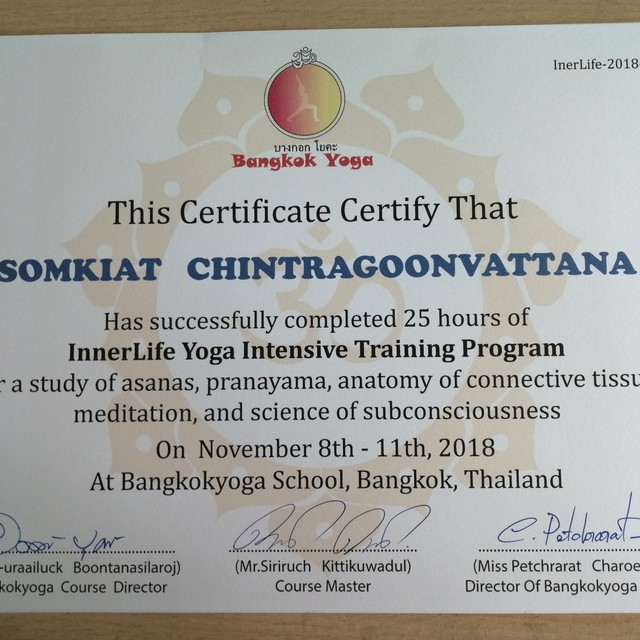 InerLife-2018-
บางกอก โยคะ
Bangkok Yoga
This Certificate Certify That
SOMKIAT CHINTRAGOONVATTANA
Has successfully completed 25 hours of
InnerLife Yoga Intensive Training Program
r a study of asanas, pranayama, anatomy of connective tissu
meditation, and science of subconsciousness
On November 8th - 11th, 2018
At Bangkokyoga School, Bangkok, Thailand
-uraailuck Boontanasilaroj) (Mr.Siriruch Kittikuwadul) (Miss Petchrarat Charoe
kokyoga Course Director Course Master Director Of Bangkokyoga